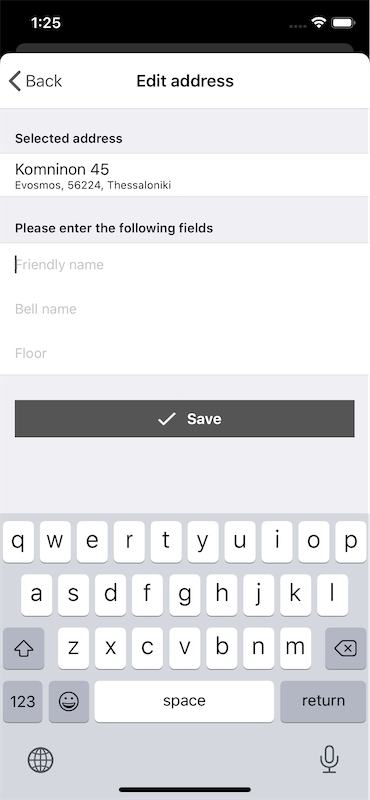 1:25
Back
Edit address
Selected address
Komninon 45
Evosmos, 56224, Thessaloniki
Please enter the following fields
Friendly name
Bell name
Floor
Save
q w e r t y u i o p
a s d f g h j k l
z x c v b n m
123 space return